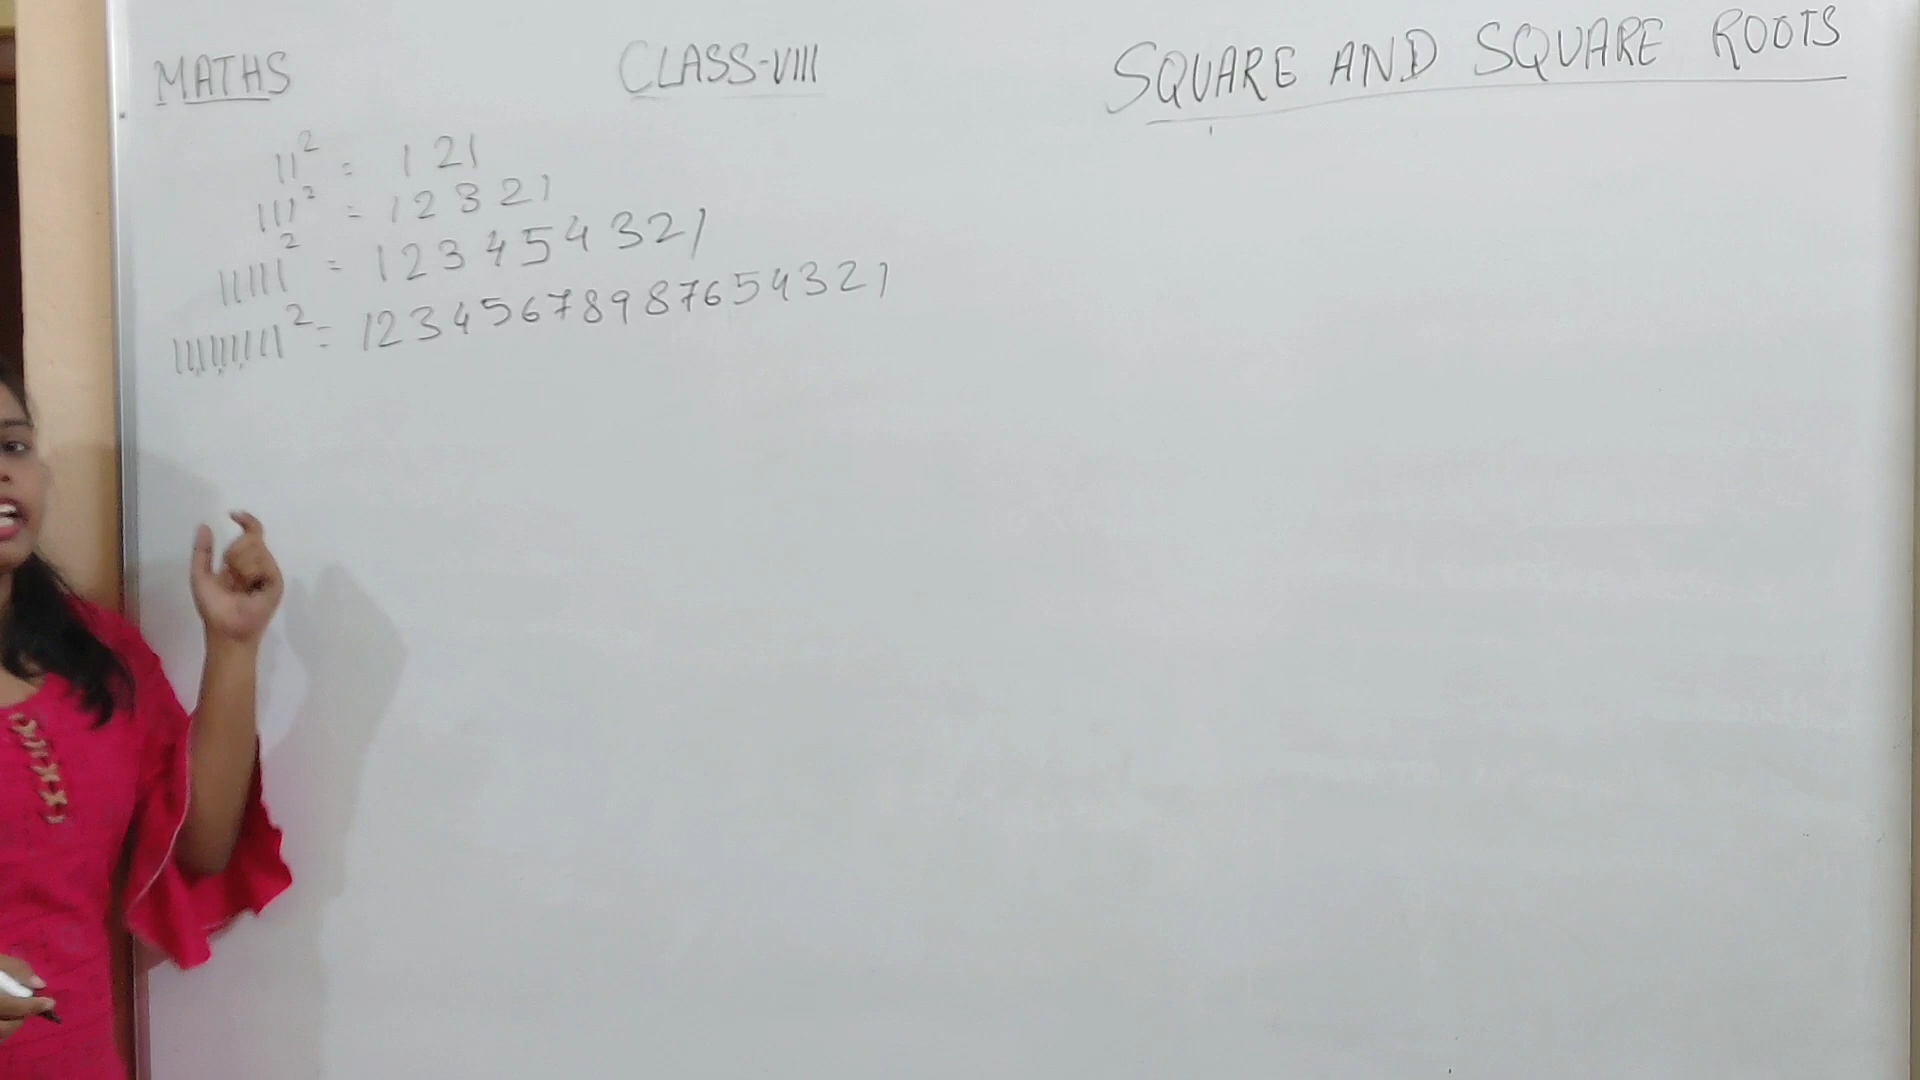 MATHS CLASS-VIII SQUARE AND SQUARE ROOTS
11² = 121
111² = 12321
11111² = 123454321
111111111² = 12345678987654321